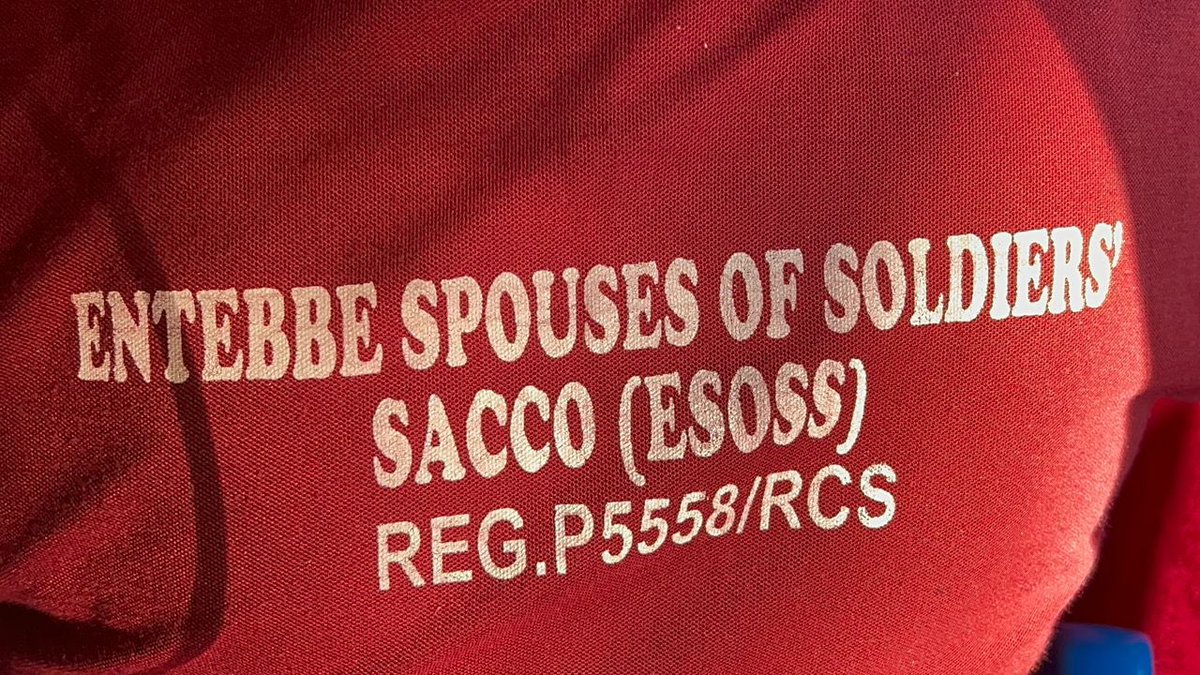 ENTEBBE SPOUSES OF SOLDIERS'
SACCO (ESOSS)
REG.P5558/RCS